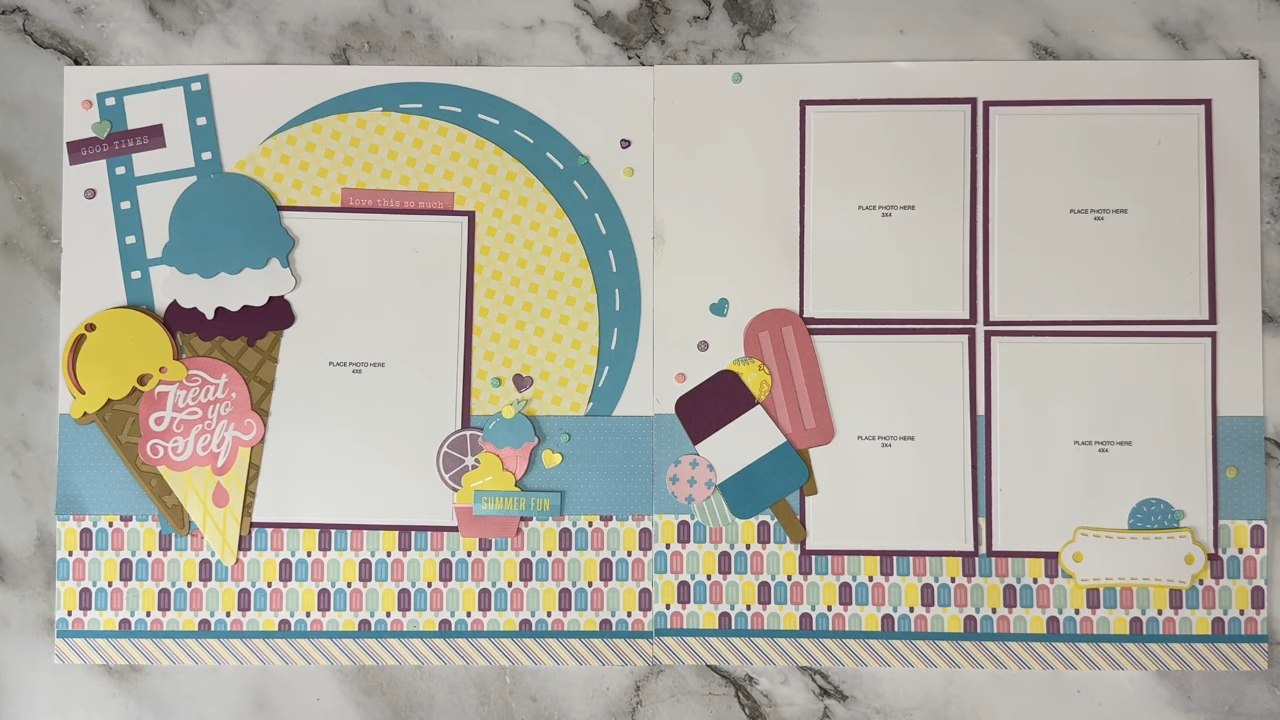 GOOD TIMES
love this so much
PLACE PHOTO HERE
4X6
Treat
yo'
Self
SUMMER FUN
PLACE PHOTO HERE
3X4
PLACE PHOTO HERE
4X4
PLACE PHOTO HERE
3X4
PLACE PHOTO HERE
4X4